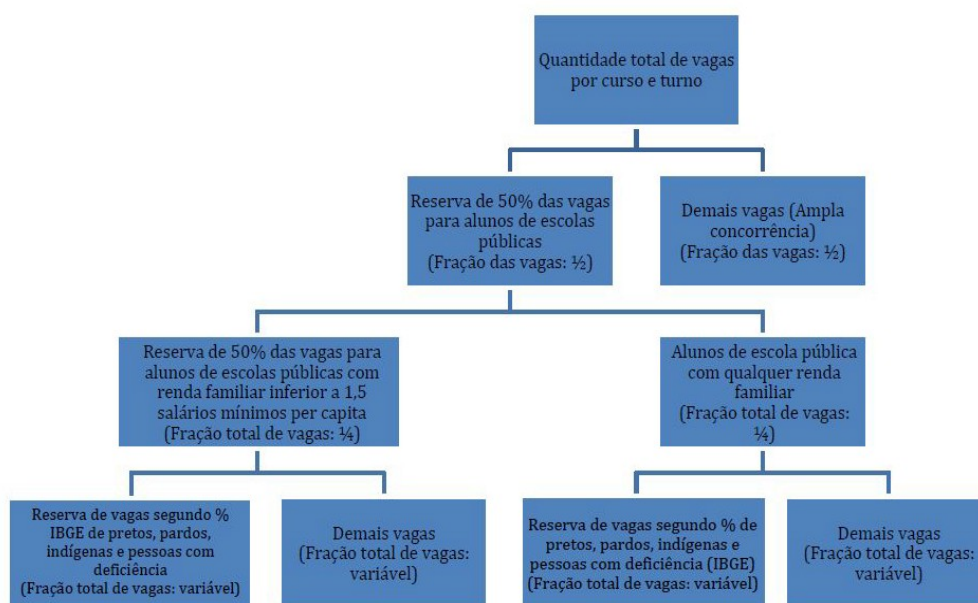 Quantidade total de vagas
por curso e turno
Reserva de 50% das vagas
para alunos de escolas
públicas
(Fração das vagas: ½)
Demais vagas (Ampla
concorrência)
(Fração das vagas: ½)
Reserva de 50% das vagas para
alunos de escolas públicas com
renda familiar inferior a 1,5
salários mínimos per capita
(Fração total de vagas: ¼)
Alunos de escola pública
com qualquer renda
familiar
(Fração total de vagas:
¼)
Reserva de vagas segundo %
IBGE de pretos, pardos,
indígenas e pessoas com
deficiência
(Fração total de vagas: variável)
Demais vagas
(Fração total de vagas:
variável)
Reserva de vagas segundo % de
pretos, pardos, indígenas e
pessoas com deficiência (IBGE)
(Fração total de vagas: variável)
Demais vagas
(Fração total de vagas:
variável)